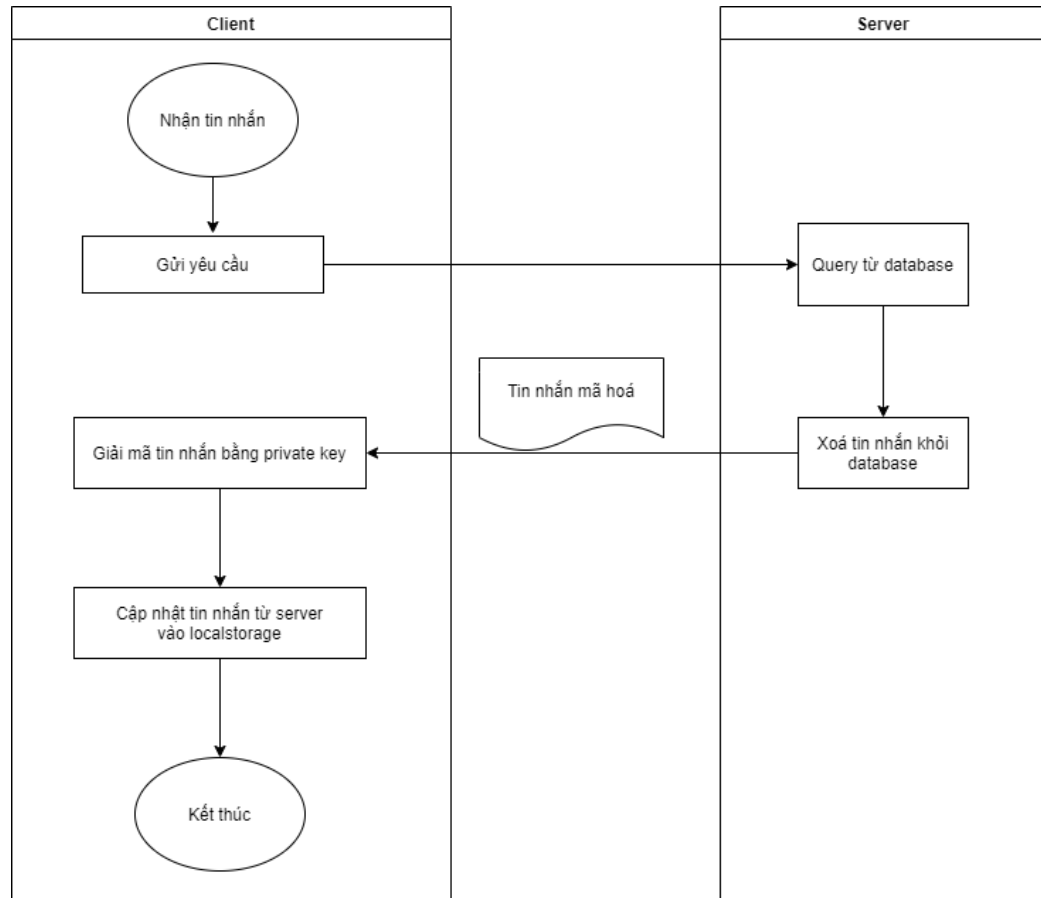 Client
Server
Nhận tin nhắn
Gửi yêu cầu
Query từ database
Tin nhắn mã hoá
Giải mã tin nhắn bằng private key
Xoá tin nhắn khỏi
database
Cập nhật tin nhắn từ server
vào localstorage
Kết thúc